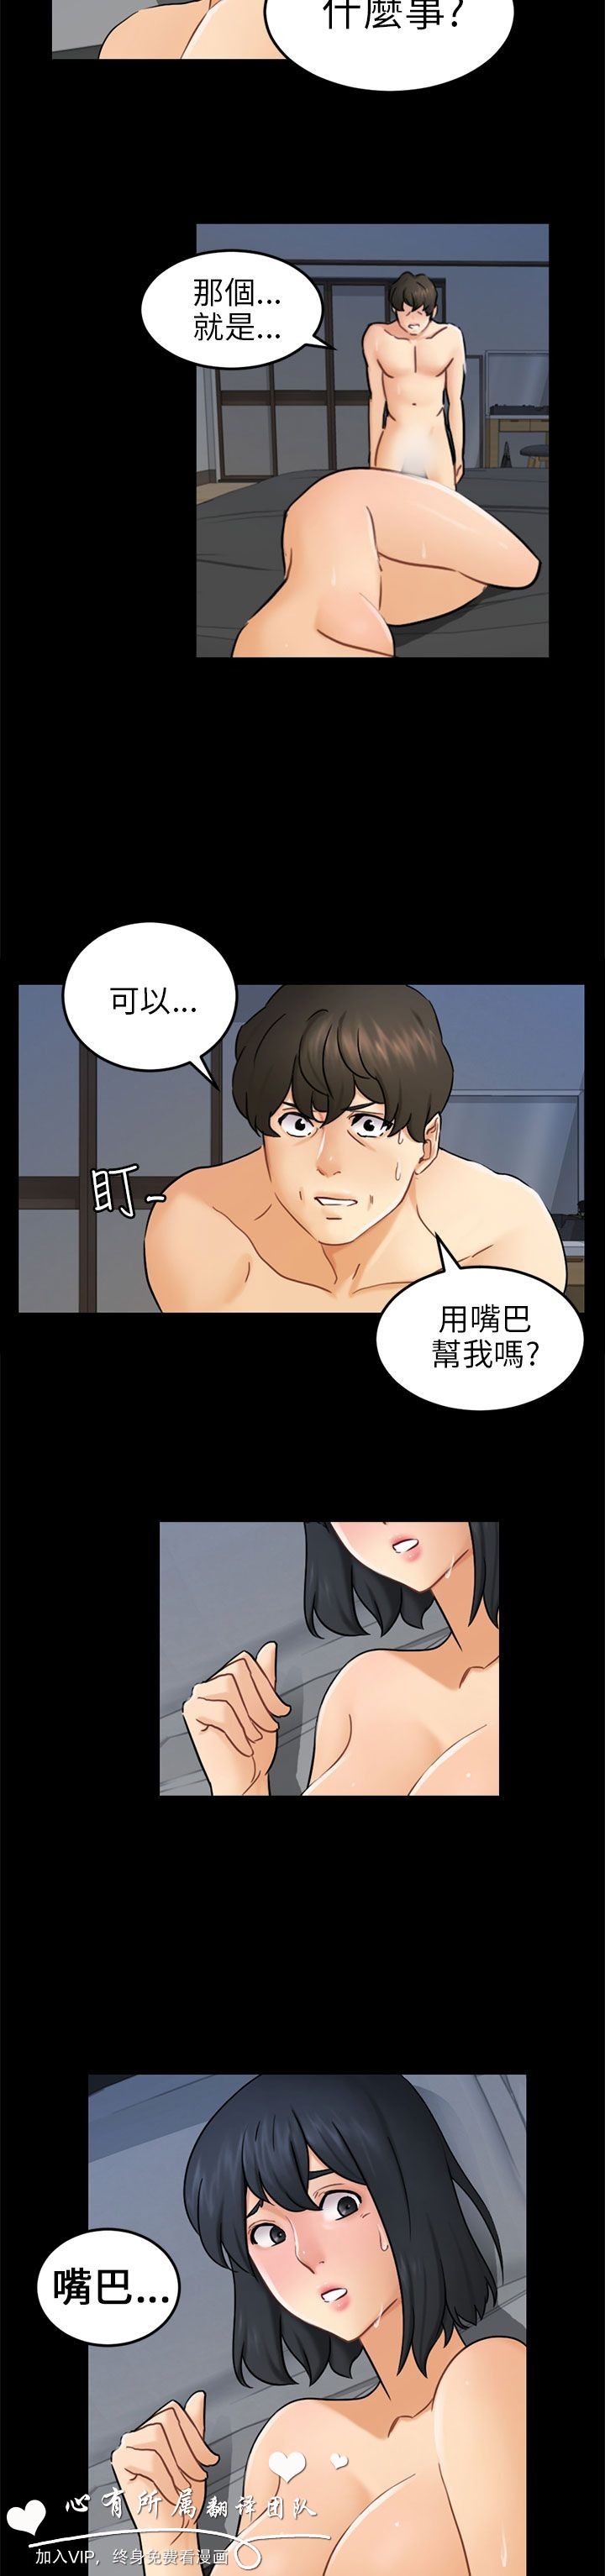 什麼事?
那個...
就是...
可以...
盯-
用嘴巴
幫我嗎?
嘴巴...
心有所属翻译团队
加入VIP，终身免费看漫画